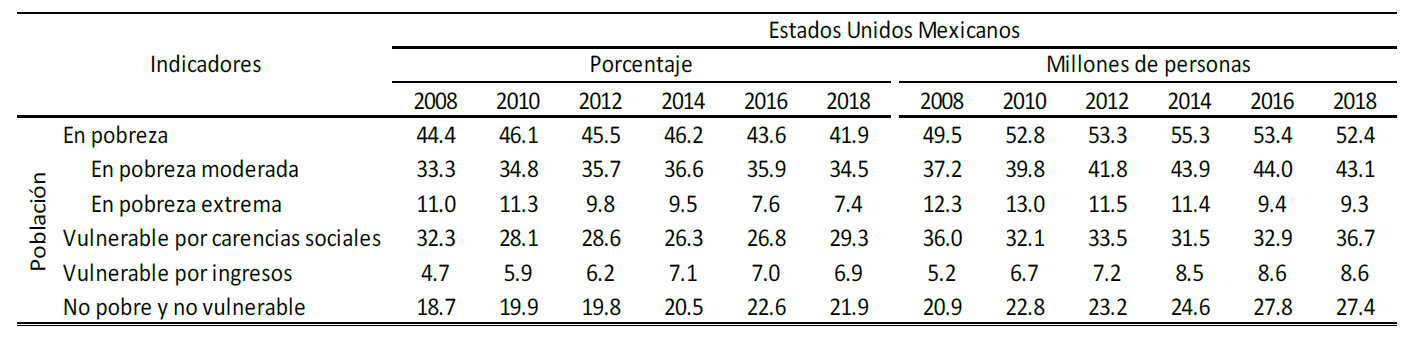 Estados Unidos Mexicanos
Indicadores Porcentaje Millones de personas
2008 2010 2012 2014 2016 2018 2008 2010 2012 2014 2016 2018
Población
En pobreza 44.4 46.1 45.5 46.2 43.6 41.9 49.5 52.8 53.3 55.3 53.4 52.4
En pobreza moderada 33.3 34.8 35.7 36.6 35.9 34.5 37.2 39.8 41.8 43.9 44.0 43.1
En pobreza extrema 11.0 11.3 9.8 9.5 7.6 7.4 12.3 13.0 11.5 11.4 9.4 9.3
Vulnerable por carencias sociales 32.3 28.1 28.6 26.3 26.8 29.3 36.0 32.1 33.5 31.5 32.9 36.7
Vulnerable por ingresos 4.7 5.9 6.2 7.1 7.0 6.9 5.2 6.7 7.2 8.5 8.6 8.6
No pobre y no vulnerable 18.7 19.9 19.8 20.5 22.6 21.9 20.9 22.8 23.2 24.6 27.8 27.4